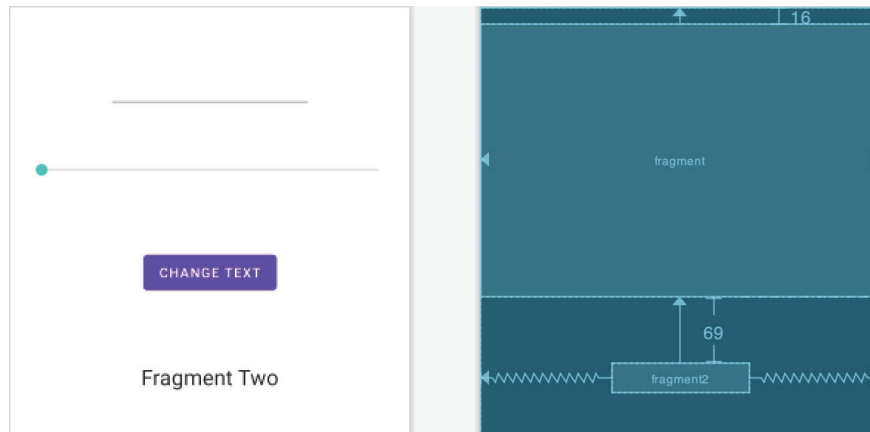 16
fragment
CHANGE TEXT
69
Fragment Two
fragment2